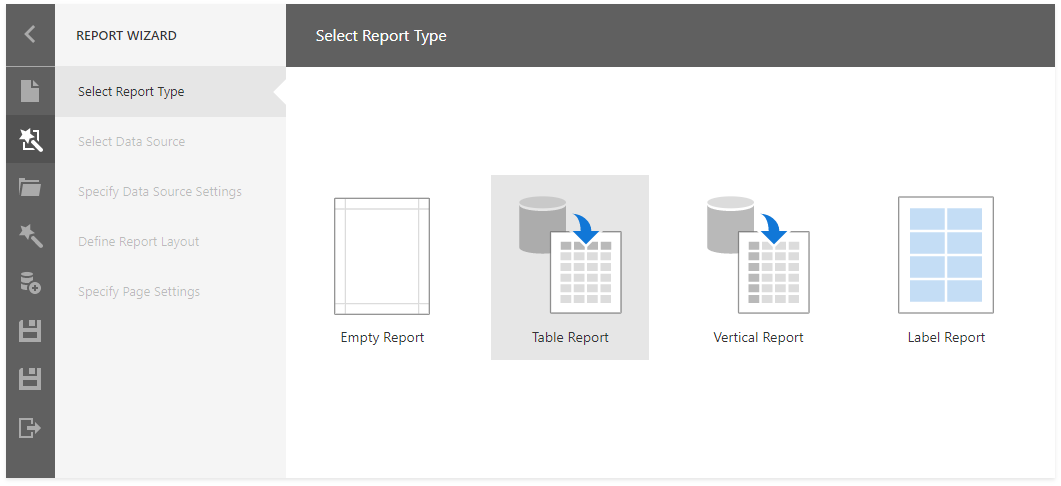 REPORT WIZARD
Select Report Type
Select Report Type
Select Data Source
Specify Data Source Settings
Define Report Layout
Specify Page Settings
Empty Report
Table Report
Vertical Report
Label Report